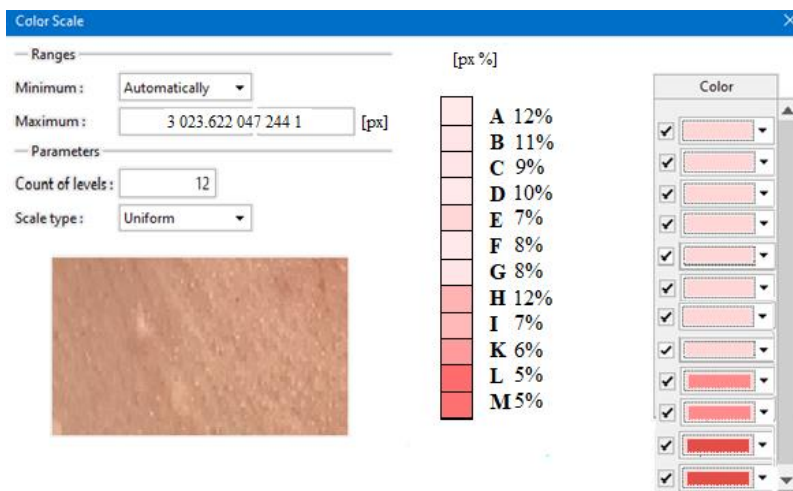 Color Scale
Ranges
Minimum : Automatically
Maximum : 3 023.622 047 244 1 [px]
Parameters
Count of levels : 12
Scale type : Uniform
[px %]
A 12%
B 11%
C 9%
D 10%
E 7%
F 8%
G 8%
H 12%
I 7%
K 6%
L 5%
M 5%
Color